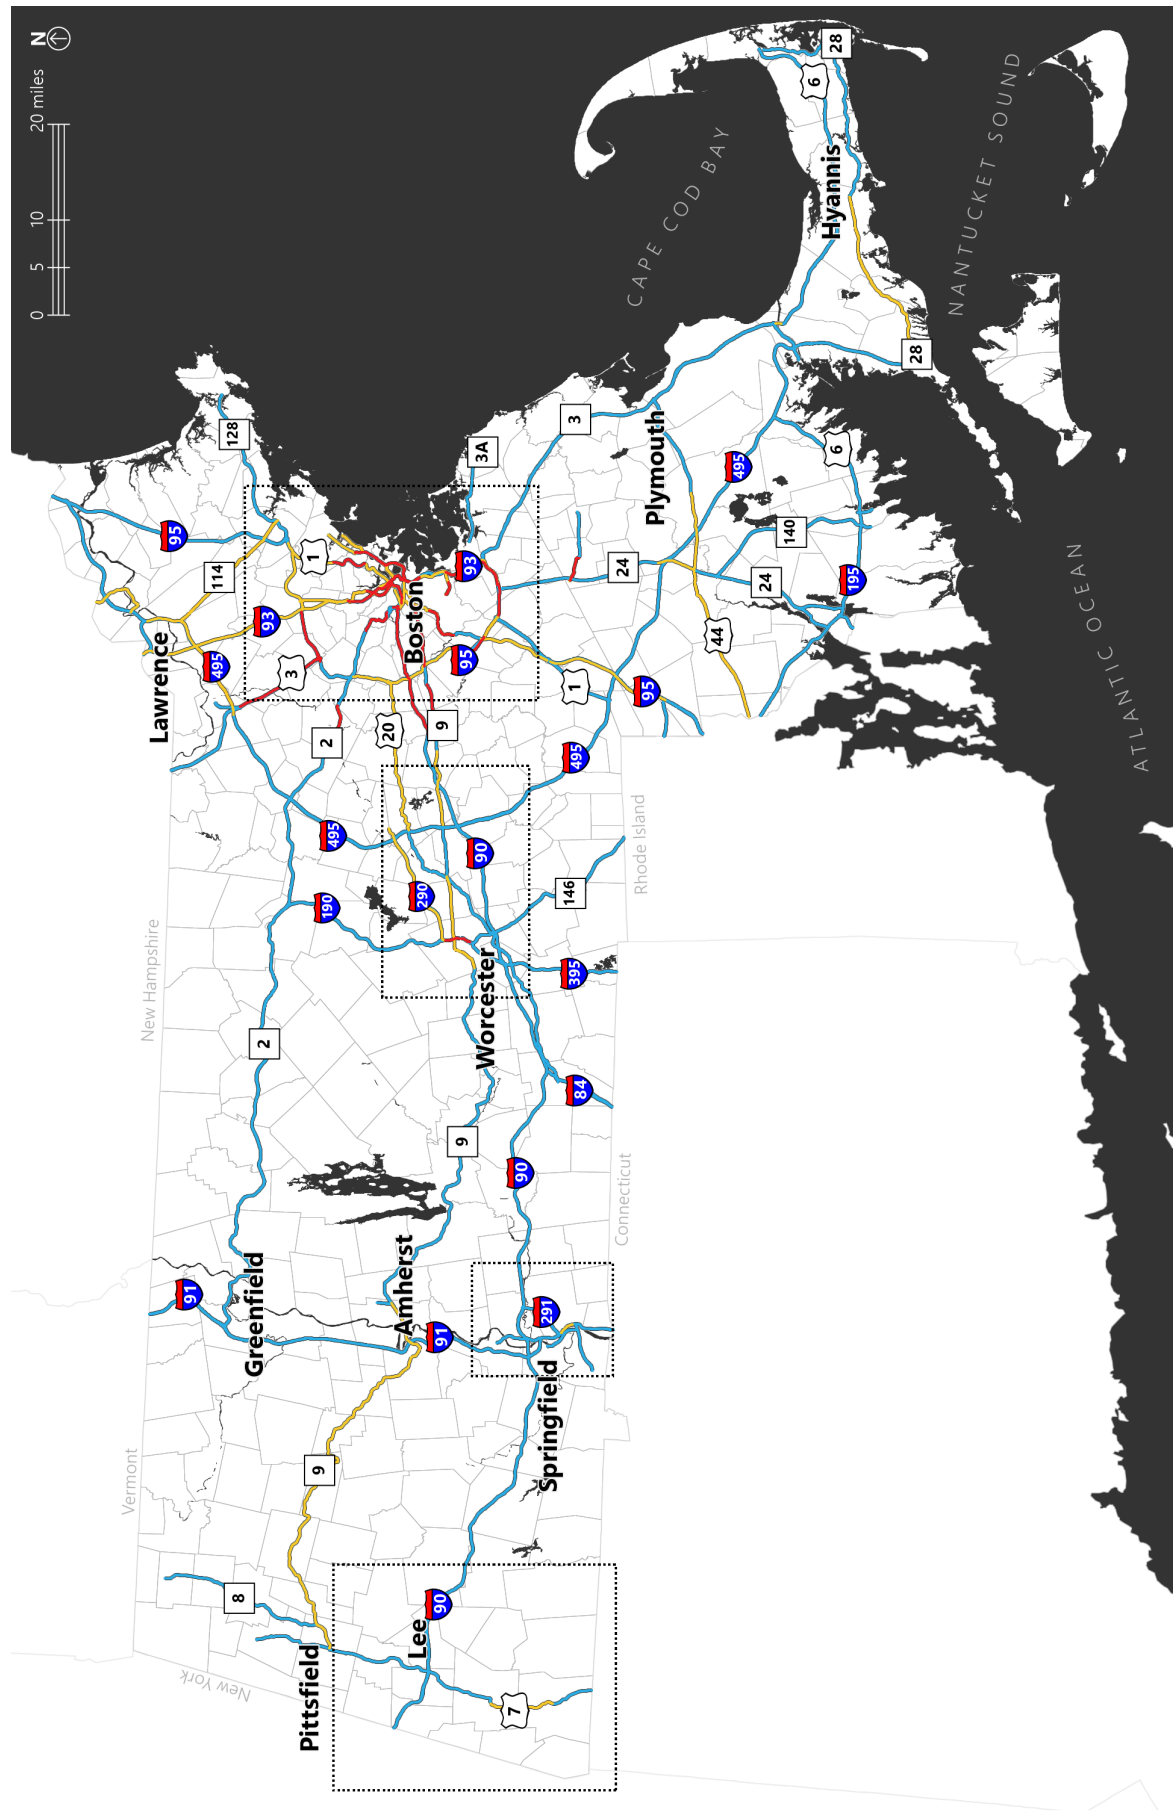 N
0 5 10 20 miles
Vermont
New Hampshire
New York
Rhode Island
Connecticut
CAPE COD BAY
NANTUCKET SOUND
ATLANTIC OCEAN
Pittsfield
Lee
Greenfield
Amherst
Springfield
Worcester
Lawrence
Boston
Plymouth
Hyannis
8
9
90
7
91
91
291
90
9
2
84
190
290
395
146
90
495
495
2
20
9
3
495
93
114
95
128
1
95
93
3A
3
1
95
24
44
24
140
195
495
6
28
6
28